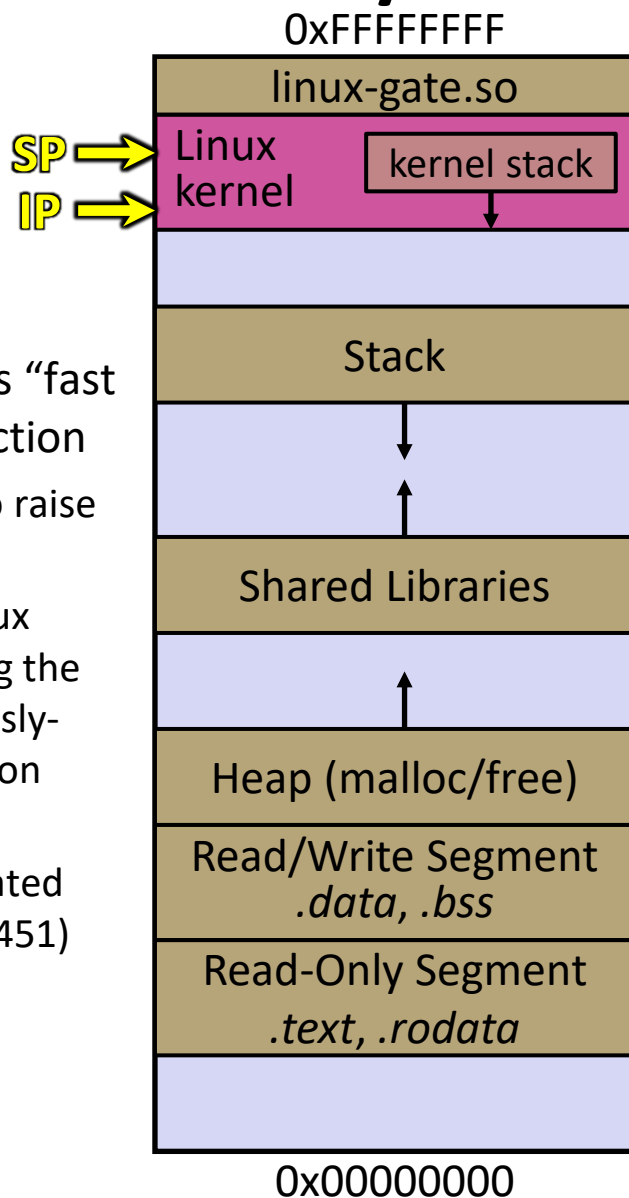 0xFFFFFFFF
linux-gate.so
SP
Linux
kernel
kernel stack
IP
Stack
s “fast
ction
o raise
Shared Libraries
ux
g the
sly-
on
Heap (malloc/free)
Read/Write Segment
.data, .bss
nted
451)
Read-Only Segment
.text, .rodata
0x00000000